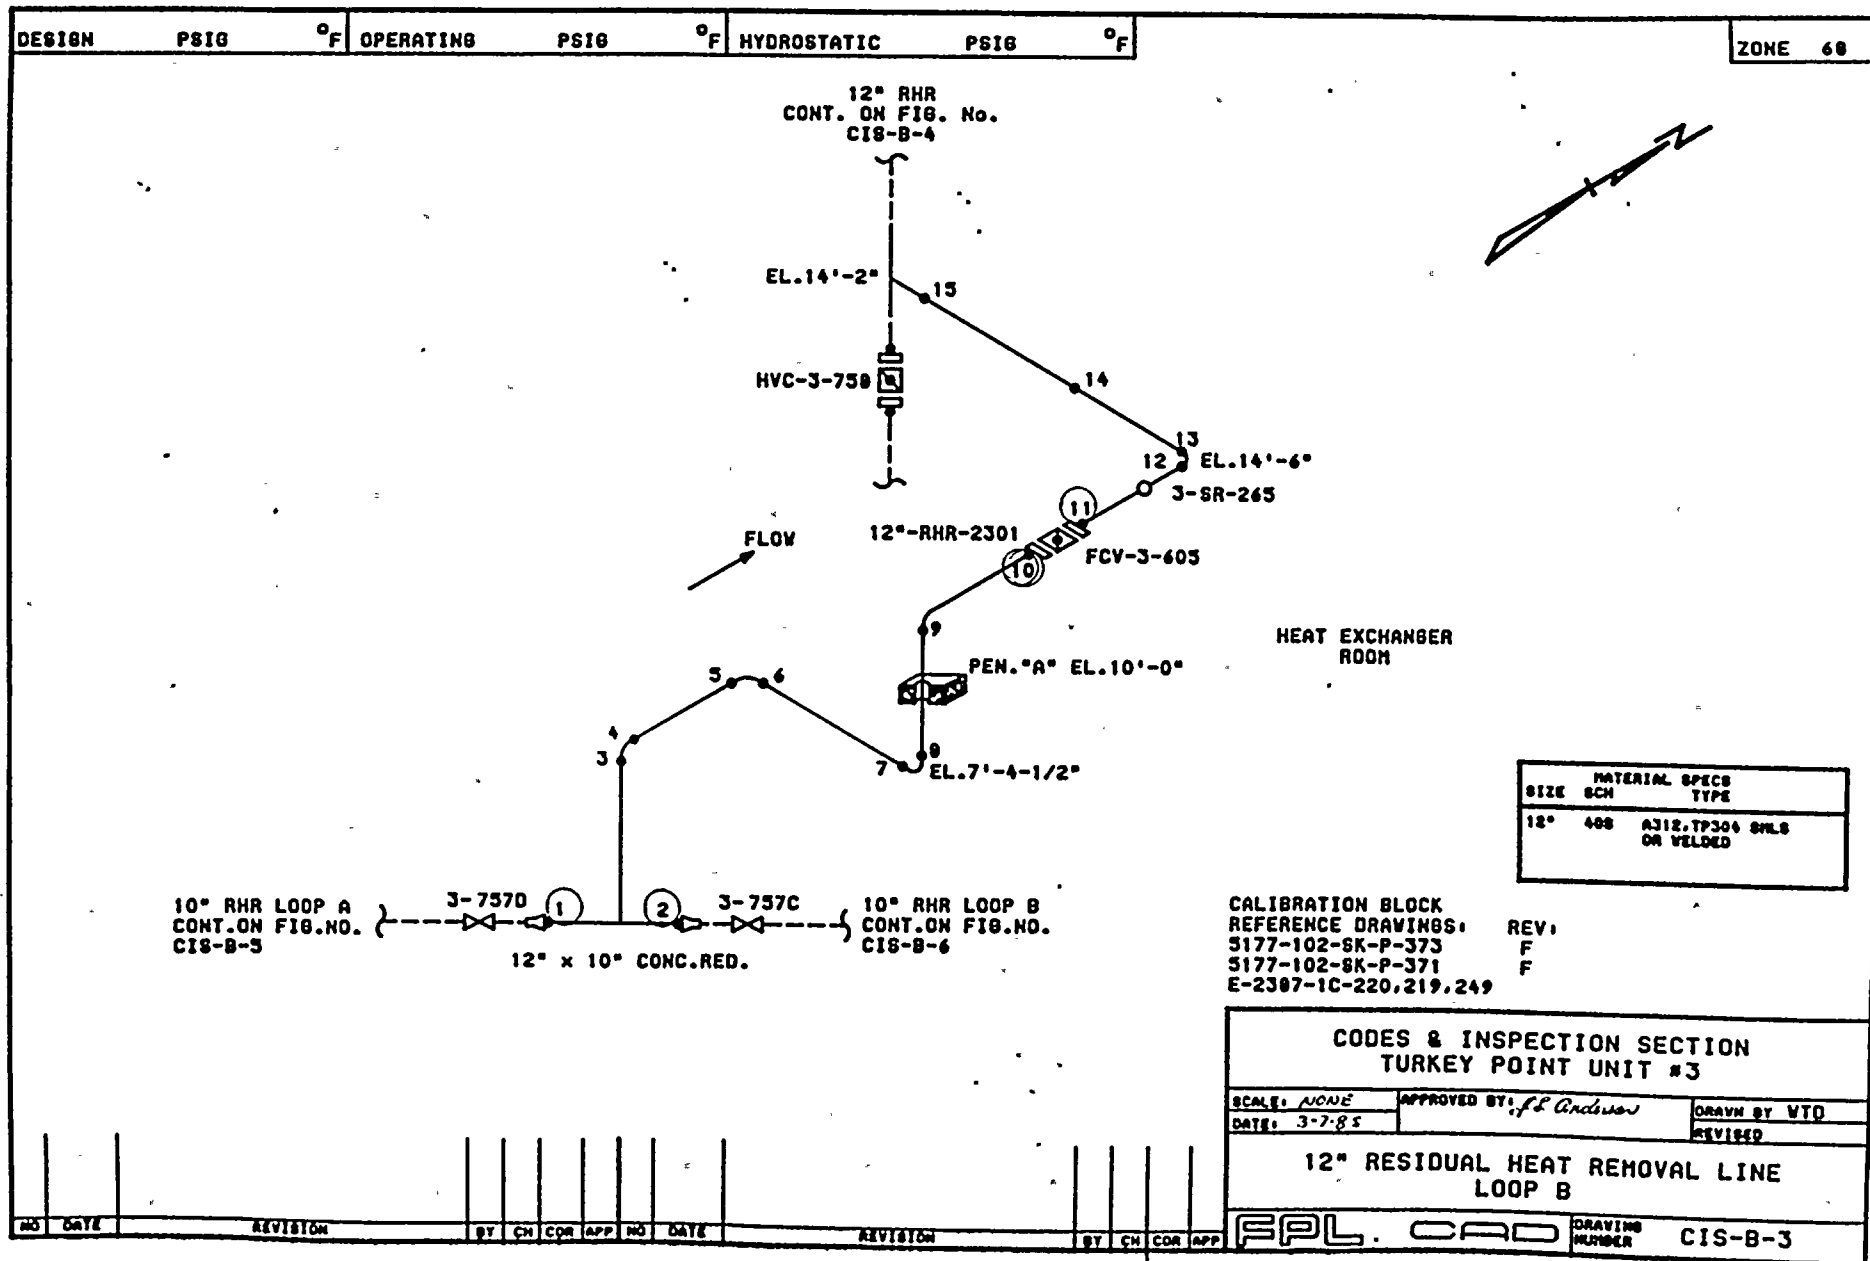 DESIGN PSIG °F OPERATING PSIG °F HYDROSTATIC PSIG °F
ZONE 68
12" RHR
CONT. ON FIG. No.
CIS-B-4
N
EL.14'-2"
15
HVC-3-758
14
13
12 EL.14'-6"
3-SR-265
11
12"-RHR-2301
FCV-3-605
10
FLOW
9
HEAT EXCHANGER
ROOM
PEN."A" EL.10'-0"
5 6
4
3
8
7 EL.7'-4-1/2"
MATERIAL SPECS
SIZE SCH TYPE
12" 40S A312,TP304 SMLS
OR WELDED
10" RHR LOOP A
CONT.ON FIG.NO.
CIS-B-5
3-757D 1 2 3-757C
10" RHR LOOP B
CONT.ON FIG.NO.
CIS-B-6
12" x 10" CONC.RED.
CALIBRATION BLOCK
REFERENCE DRAWINGS: REV:
5177-102-SK-P-373 F
5177-102-SK-P-371 F
E-2387-1C-220,219,249
CODES & INSPECTION SECTION
TURKEY POINT UNIT #3
SCALE: NONE APPROVED BY: DRAWN BY WTD
DATE: 3-7-85 REVISED
12" RESIDUAL HEAT REMOVAL LINE
LOOP B
FPL. CAD DRAWING NUMBER CIS-B-3
NO DATE REVISION BY CH COR APP NO DATE REVISION BY CH COR APP